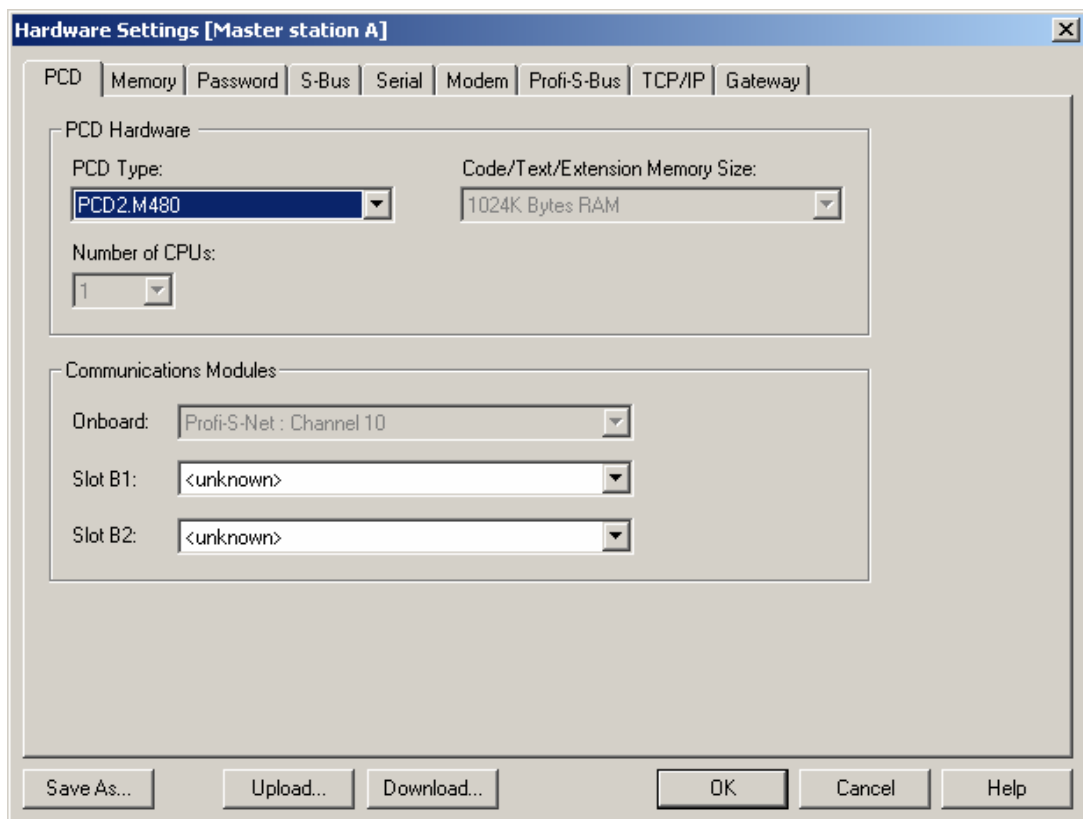 Hardware Settings [Master station A]
PCD Memory Password S-Bus Serial Modem Profi-S-Bus TCP/IP Gateway
PCD Hardware
PCD Type: Code/Text/Extension Memory Size:
PCD2.M480 1024K Bytes RAM
Number of CPUs:
1
Communications Modules
Onboard: Profi-S-Net : Channel 10
Slot B1: <unknown>
Slot B2: <unknown>
Save As... Upload... Download... OK Cancel Help